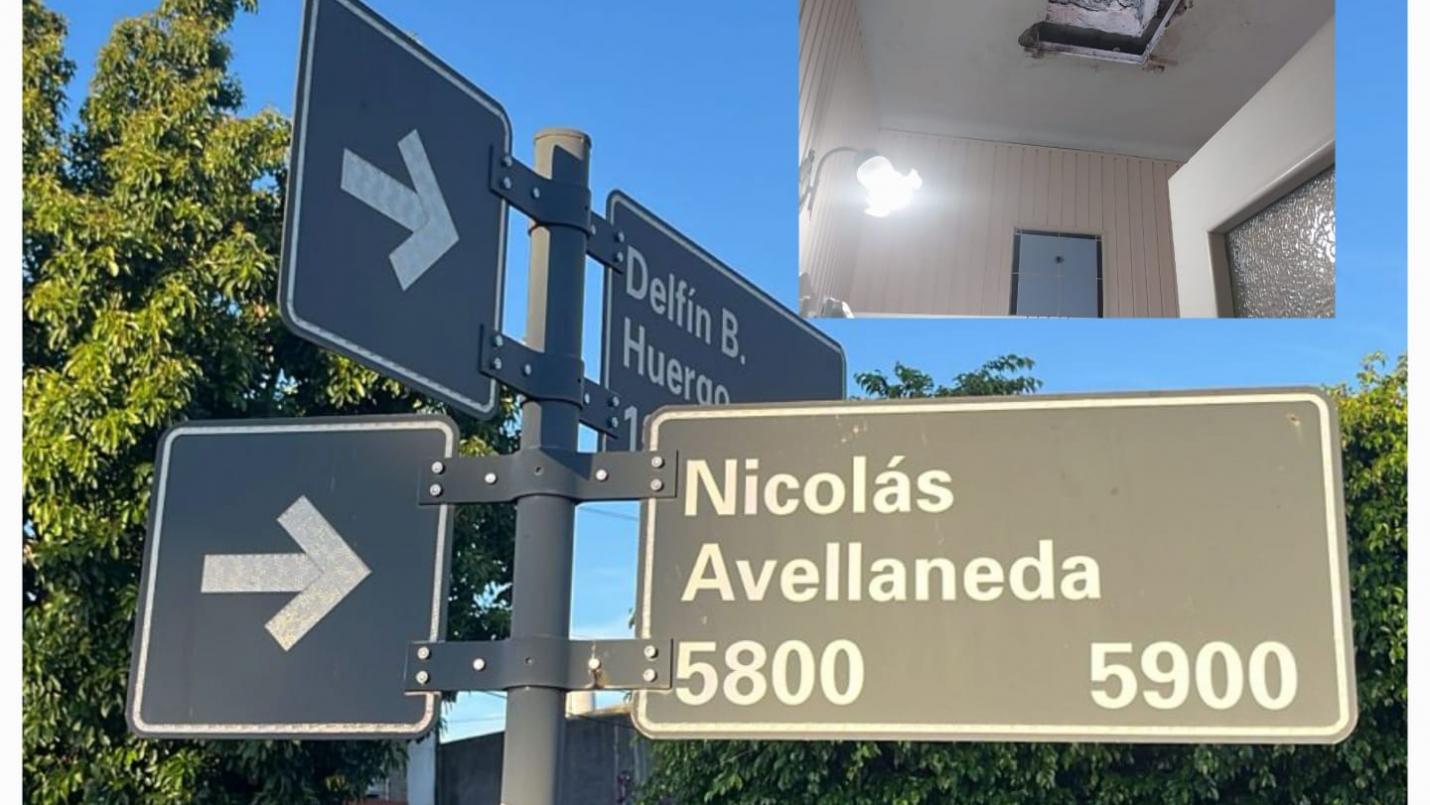 Delfín B.
Huergo
Nicolás
Avellaneda
5800 5900